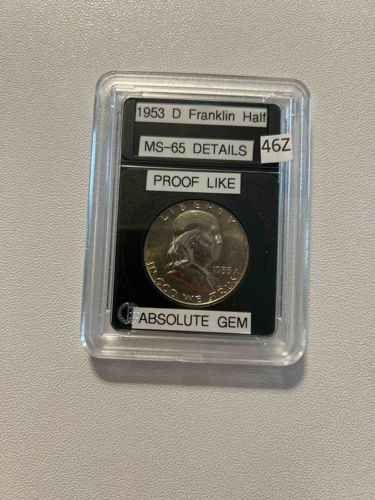 1953 D Franklin Half
MS-65 DETAILS
46Z
PROOF LIKE
LIBERTY
1953
IN GOD WE TRUST
ABSOLUTE GEM